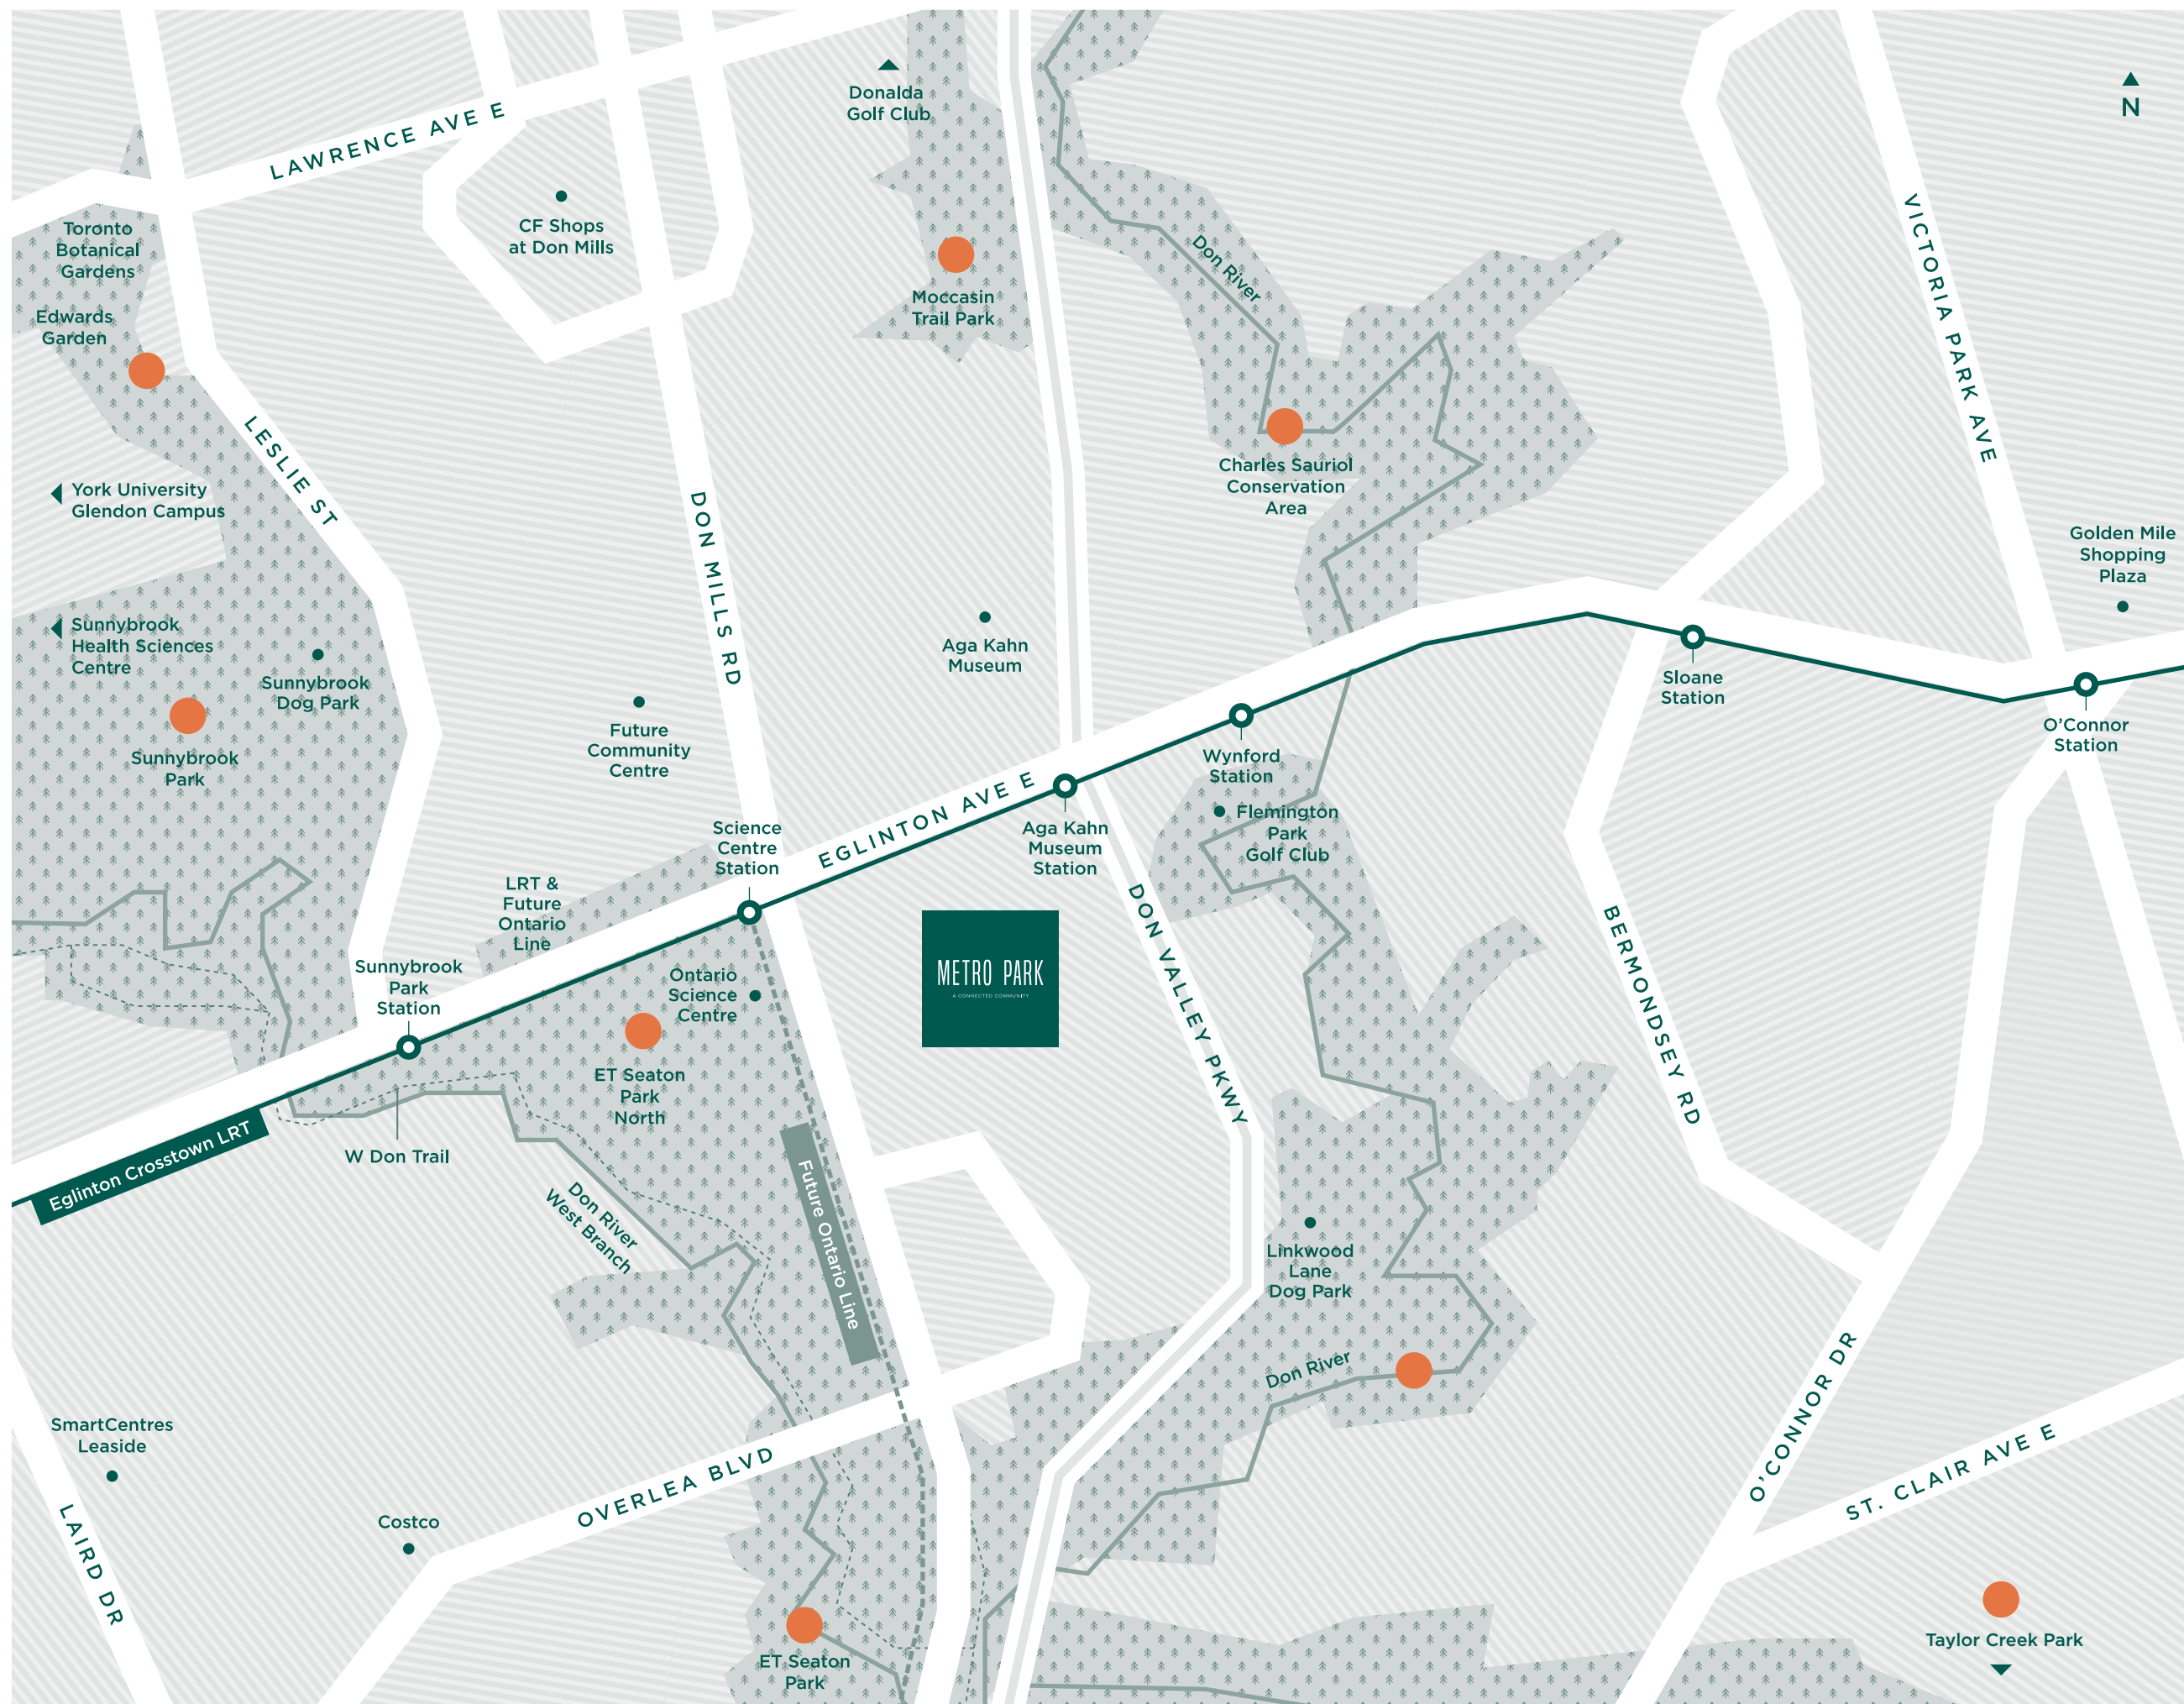 Donalda
Golf Club
N
LAWRENCE AVE E
CF Shops
at Don Mills
Toronto
Botanical
Gardens
Edwards
Garden
Moccasin
Trail Park
Don River
VICTORIA PARK AVE
LESLIE ST
York University
Glendon Campus
DON MILLS RD
Charles Sauriol
Conservation
Area
Golden Mile
Shopping
Plaza
Sunnybrook
Health Sciences
Centre
Sunnybrook
Dog Park
Aga Kahn
Museum
Sloane
Station
O'Connor
Station
Sunnybrook
Park
Future
Community
Centre
Wynford
Station
EGLINTON AVE E
Science
Centre
Station
Aga Kahn
Museum
Station
Flemington
Park
Golf Club
LRT &
Future
Ontario
Line
DON VALLEY PKWY
BERMONDSEY RD
Sunnybrook
Park
Station
Ontario
Science
Centre
METRO PARK
A CONNECTED COMMUNITY
ET Seaton
Park
North
Eglinton Crosstown LRT
W Don Trail
Don River
West Branch
Future Ontario Line
Linkwood
Lane
Dog Park
Don River
O'CONNOR DR
SmartCentres
Leaside
OVERLEA BLVD
ST. CLAIR AVE E
Costco
LAIRD DR
ET Seaton
Park
Taylor Creek Park